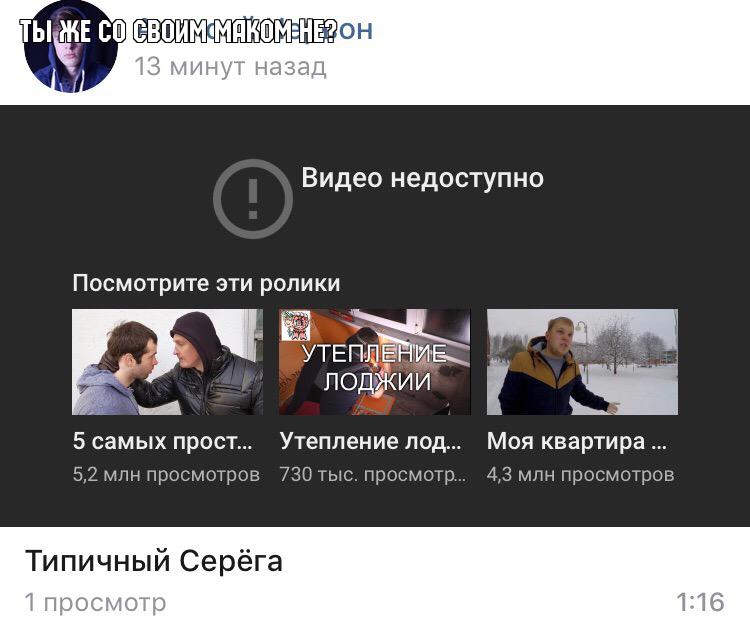 ТЫ ЖЕ СО СВОИМ МАКОМ НЕ?
13 минут назад
Видео недоступно
Посмотрите эти ролики
УТЕПЛЕНИЕ
ЛОДЖИИ
5 самых прост...
Утепление лод...
Моя квартира ...
5,2 млн просмотров
730 тыс. просмотр...
4,3 млн просмотров
Типичный Серёга
1 просмотр
1:16